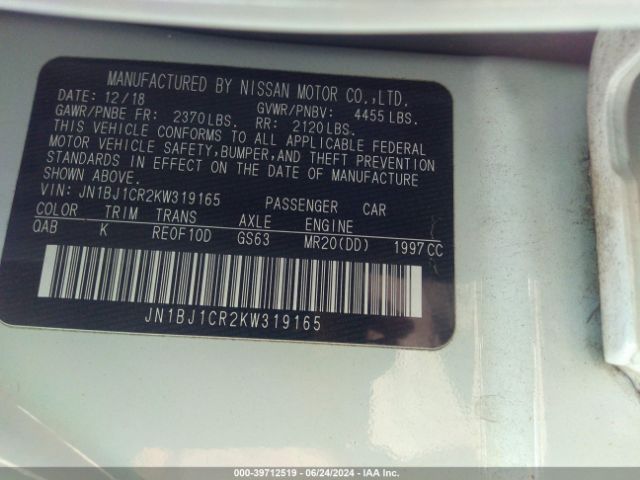 MANUFACTURED BY NISSAN MOTOR CO.,LTD.
DATE: 12/18 GVWR/PNBV: 4455 LBS.
GAWR/PNBE FR: 2370LBS. RR: 2120LBS.
THIS VEHICLE CONFORMS TO ALL APPLICABLE FEDERAL
MOTOR VEHICLE SAFETY,BUMPER,AND THEFT PREVENTION
STANDARDS IN EFFECT ON THE DATE OF MANUFACTURE
SHOWN ABOVE.
VIN: JN1BJ1CR2KW319165 PASSENGER CAR
COLOR TRIM TRANS AXLE ENGINE
QAB K RE0F10D GS63 MR20(DD) 1997CC
JN1BJ1CR2KW319165
000-39712519 | 06/24/2024 | IAA Inc.